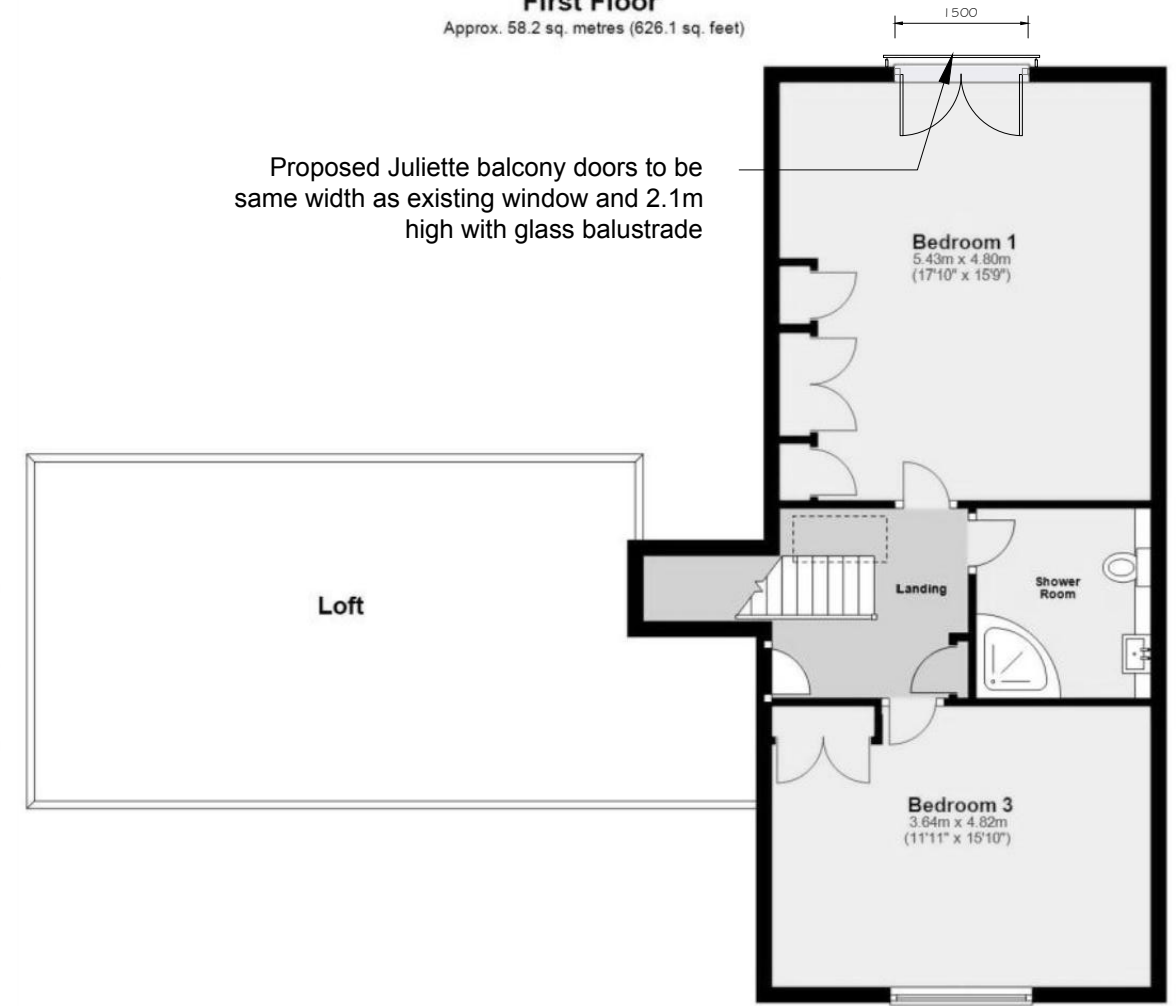 First Floor
Approx. 58.2 sq. metres (626.1 sq. feet)
1500
Proposed Juliette balcony doors to be
same width as existing window and 2.1m
high with glass balustrade
Bedroom 1
5.43m x 4.80m
(17'10" x 15'9")
Loft
Landing
Shower
Room
Bedroom 3
3.64m x 4.82m
(11'11" x 15'10")